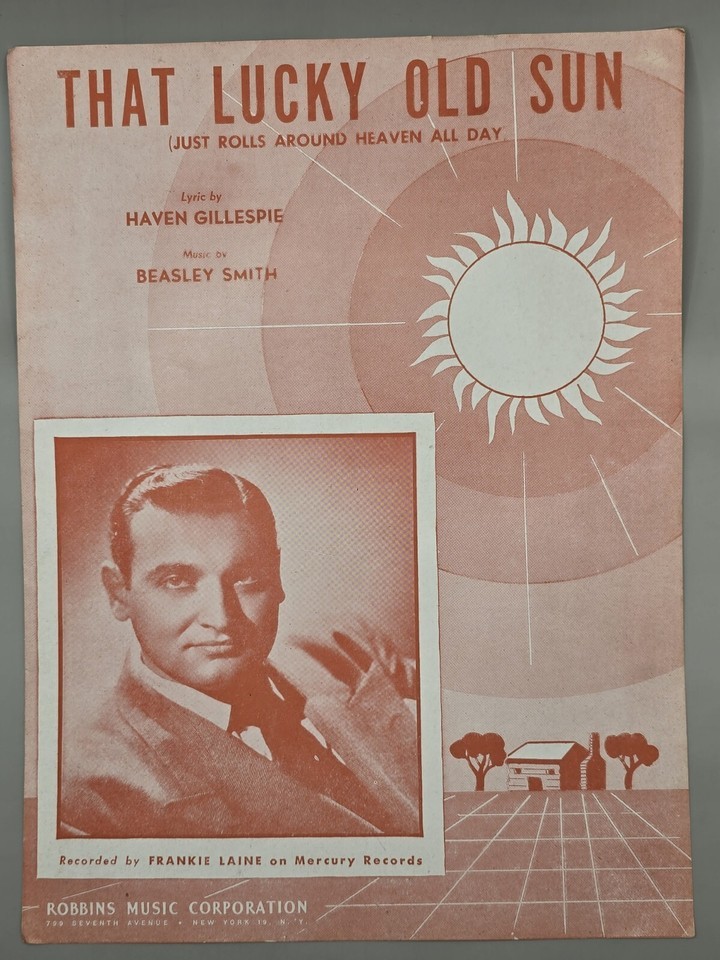 THAT LUCKY OLD SUN
(JUST ROLLS AROUND HEAVEN ALL DAY
Lyric by
HAVEN GILLESPIE
Music by
BEASLEY SMITH
Recorded by FRANKIE LAINE on Mercury Records
ROBBINS MUSIC CORPORATION
799 SEVENTH AVENUE • NEW YORK 19, N. Y.